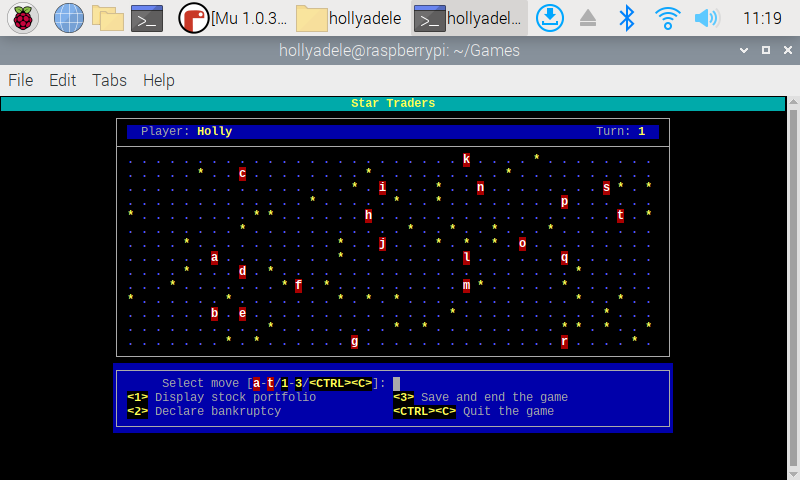 [Mu 1.0.3...
hollyadele
hollyadel...
11:19
hollyadele@raspberrypi: ~/Games
File Edit Tabs Help
Star Traders
Player: Holly Turn: 1
. . . . . . . . . . . . . . . . . . . . . . . . k . . . . * . . . . . . . .
. . . . . * . . c . . . . . . . . * . . . . . . . . . * . . . . . . . . . .
. . . . . . . . . . . . . . . . * . i . . . * . . n . . . . . . . . s * . *
. . . . . . . . . . . . . * . . . . . * . . * . . . . . . . . p . . . . . .
* . . . . . . . . * * . . . . . . h . . . . . . . . . . . . . . . . . t . *
. . . . . . . . * . . . . . . . . . . . * . . * . . * . . . * . . . . . . .
. . . . * . . . . . . . . . . * . . j . . . * . * . * . o . . . . . . . . .
. . . . . . a . . . . . . . . * . . . . . . . . l . . . . . . q . . . . . .
. . . . * . . . d . * . . . . . . . . . . . . . . . . . . . . . * . . . . .
. . . * . . . . . . . * f . * . . . . . . . . . m * . . . . . * . . . . . .
* . . . . . . * . . . . . . . * . * . * . . . . . . . . . . . . * . . * . .
. . . . . . b . e . . . . . . . . . . . . . . * . . . . . . . . . . * . . .
. . . . . . . . . . * . . . . . . . . * . * . . . . . . . . . * * . * . . *
. . . . . . . * . * . . . . . . g . . . . . . . . . . . . . . r . . . . * .
Select move [a-t/1-3/<CTRL><C>]:
<1> Display stock portfolio <3> Save and end the game
<2> Declare bankruptcy <CTRL><C> Quit the game